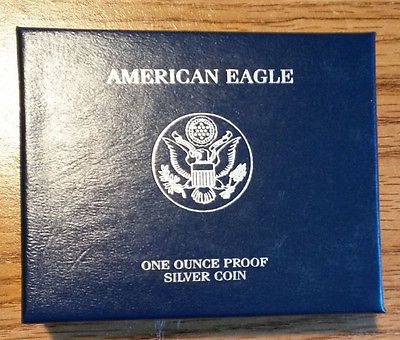 AMERICAN EAGLE
ONE OUNCE PROOF
SILVER COIN